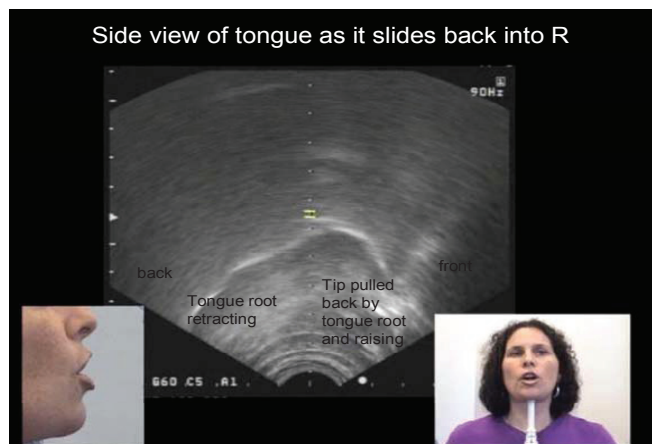 Side view of tongue as it slides back into R
90Hz
back
front
Tongue root
retracting
Tip pulled
back by
tongue root
and raising
G60 C5 A1